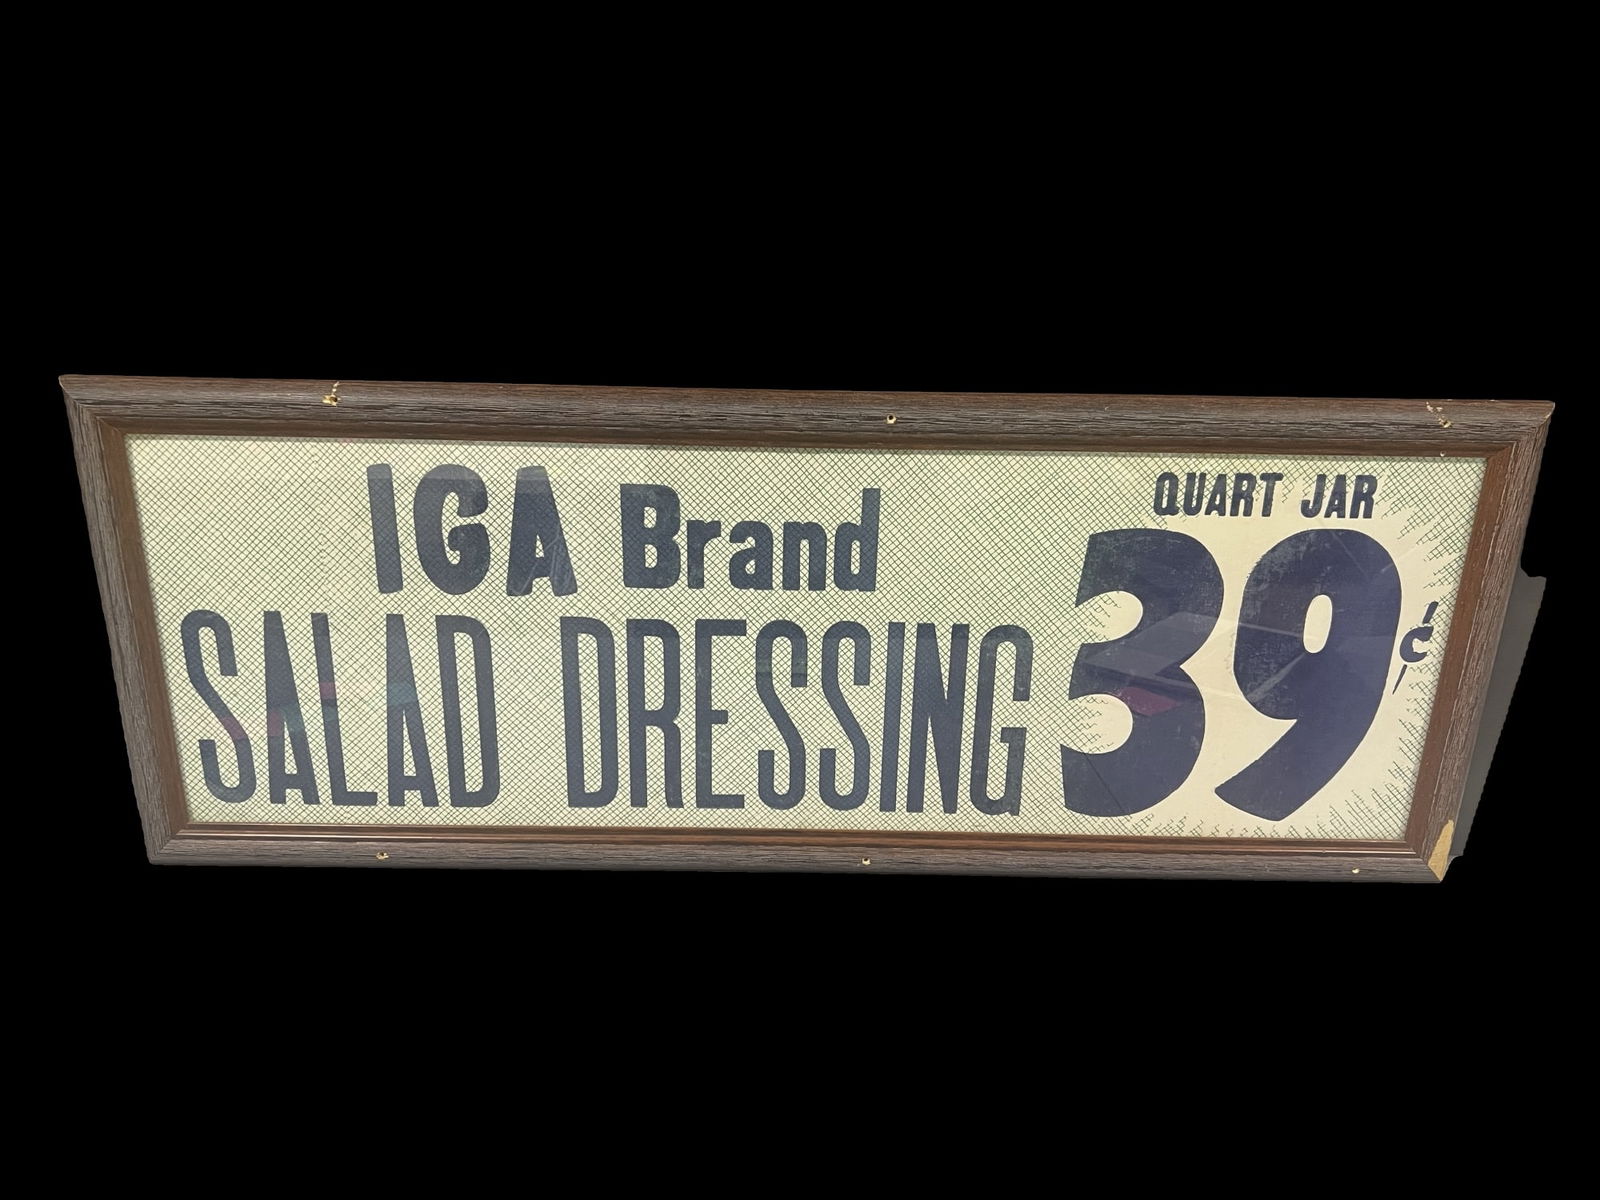 IGA Brand
SALAD DRESSING
QUART JAR
39¢